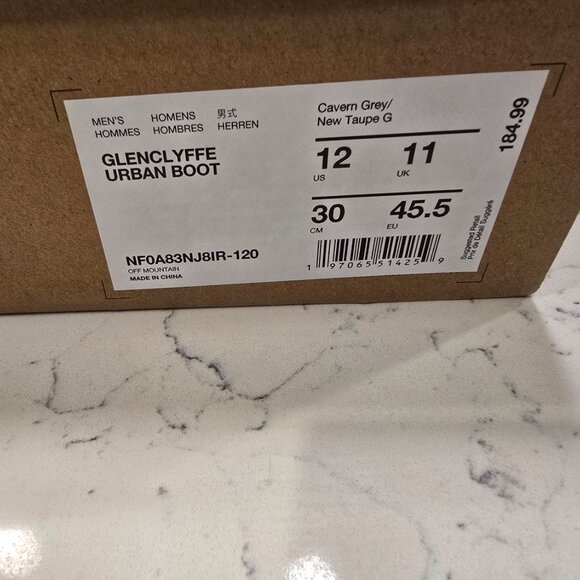 MEN'S HOMENS 男式
HOMMES HOMBRES HERREN
GLENCLYFFE
URBAN BOOT
NF0A83NJ8IR-120
OFF MOUNTAIN
MADE IN CHINA
Cavern Grey/
New Taupe G
12 11
US UK
30 45.5
CM EU
1 97065 51425 9
184.99
Suggested Retail
Prix de Détail Suggéré